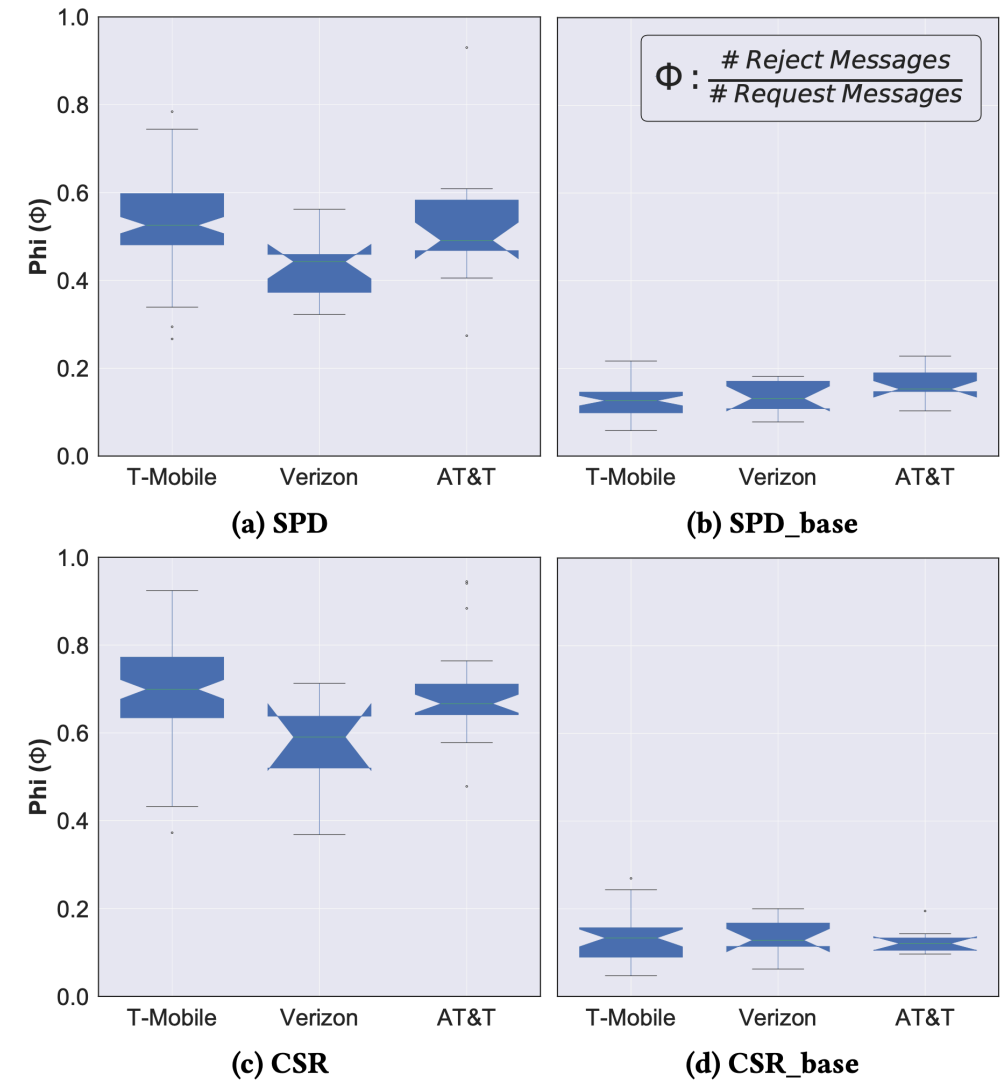 1.0
0.8
0.6
0.4
0.2
0.0
Phi (Φ)
T-Mobile Verizon AT&T
(a) SPD
Φ : # Reject Messages
# Request Messages
T-Mobile Verizon AT&T
(b) SPD_base
1.0
0.8
0.6
0.4
0.2
0.0
Phi (Φ)
T-Mobile Verizon AT&T
(c) CSR
T-Mobile Verizon AT&T
(d) CSR_base